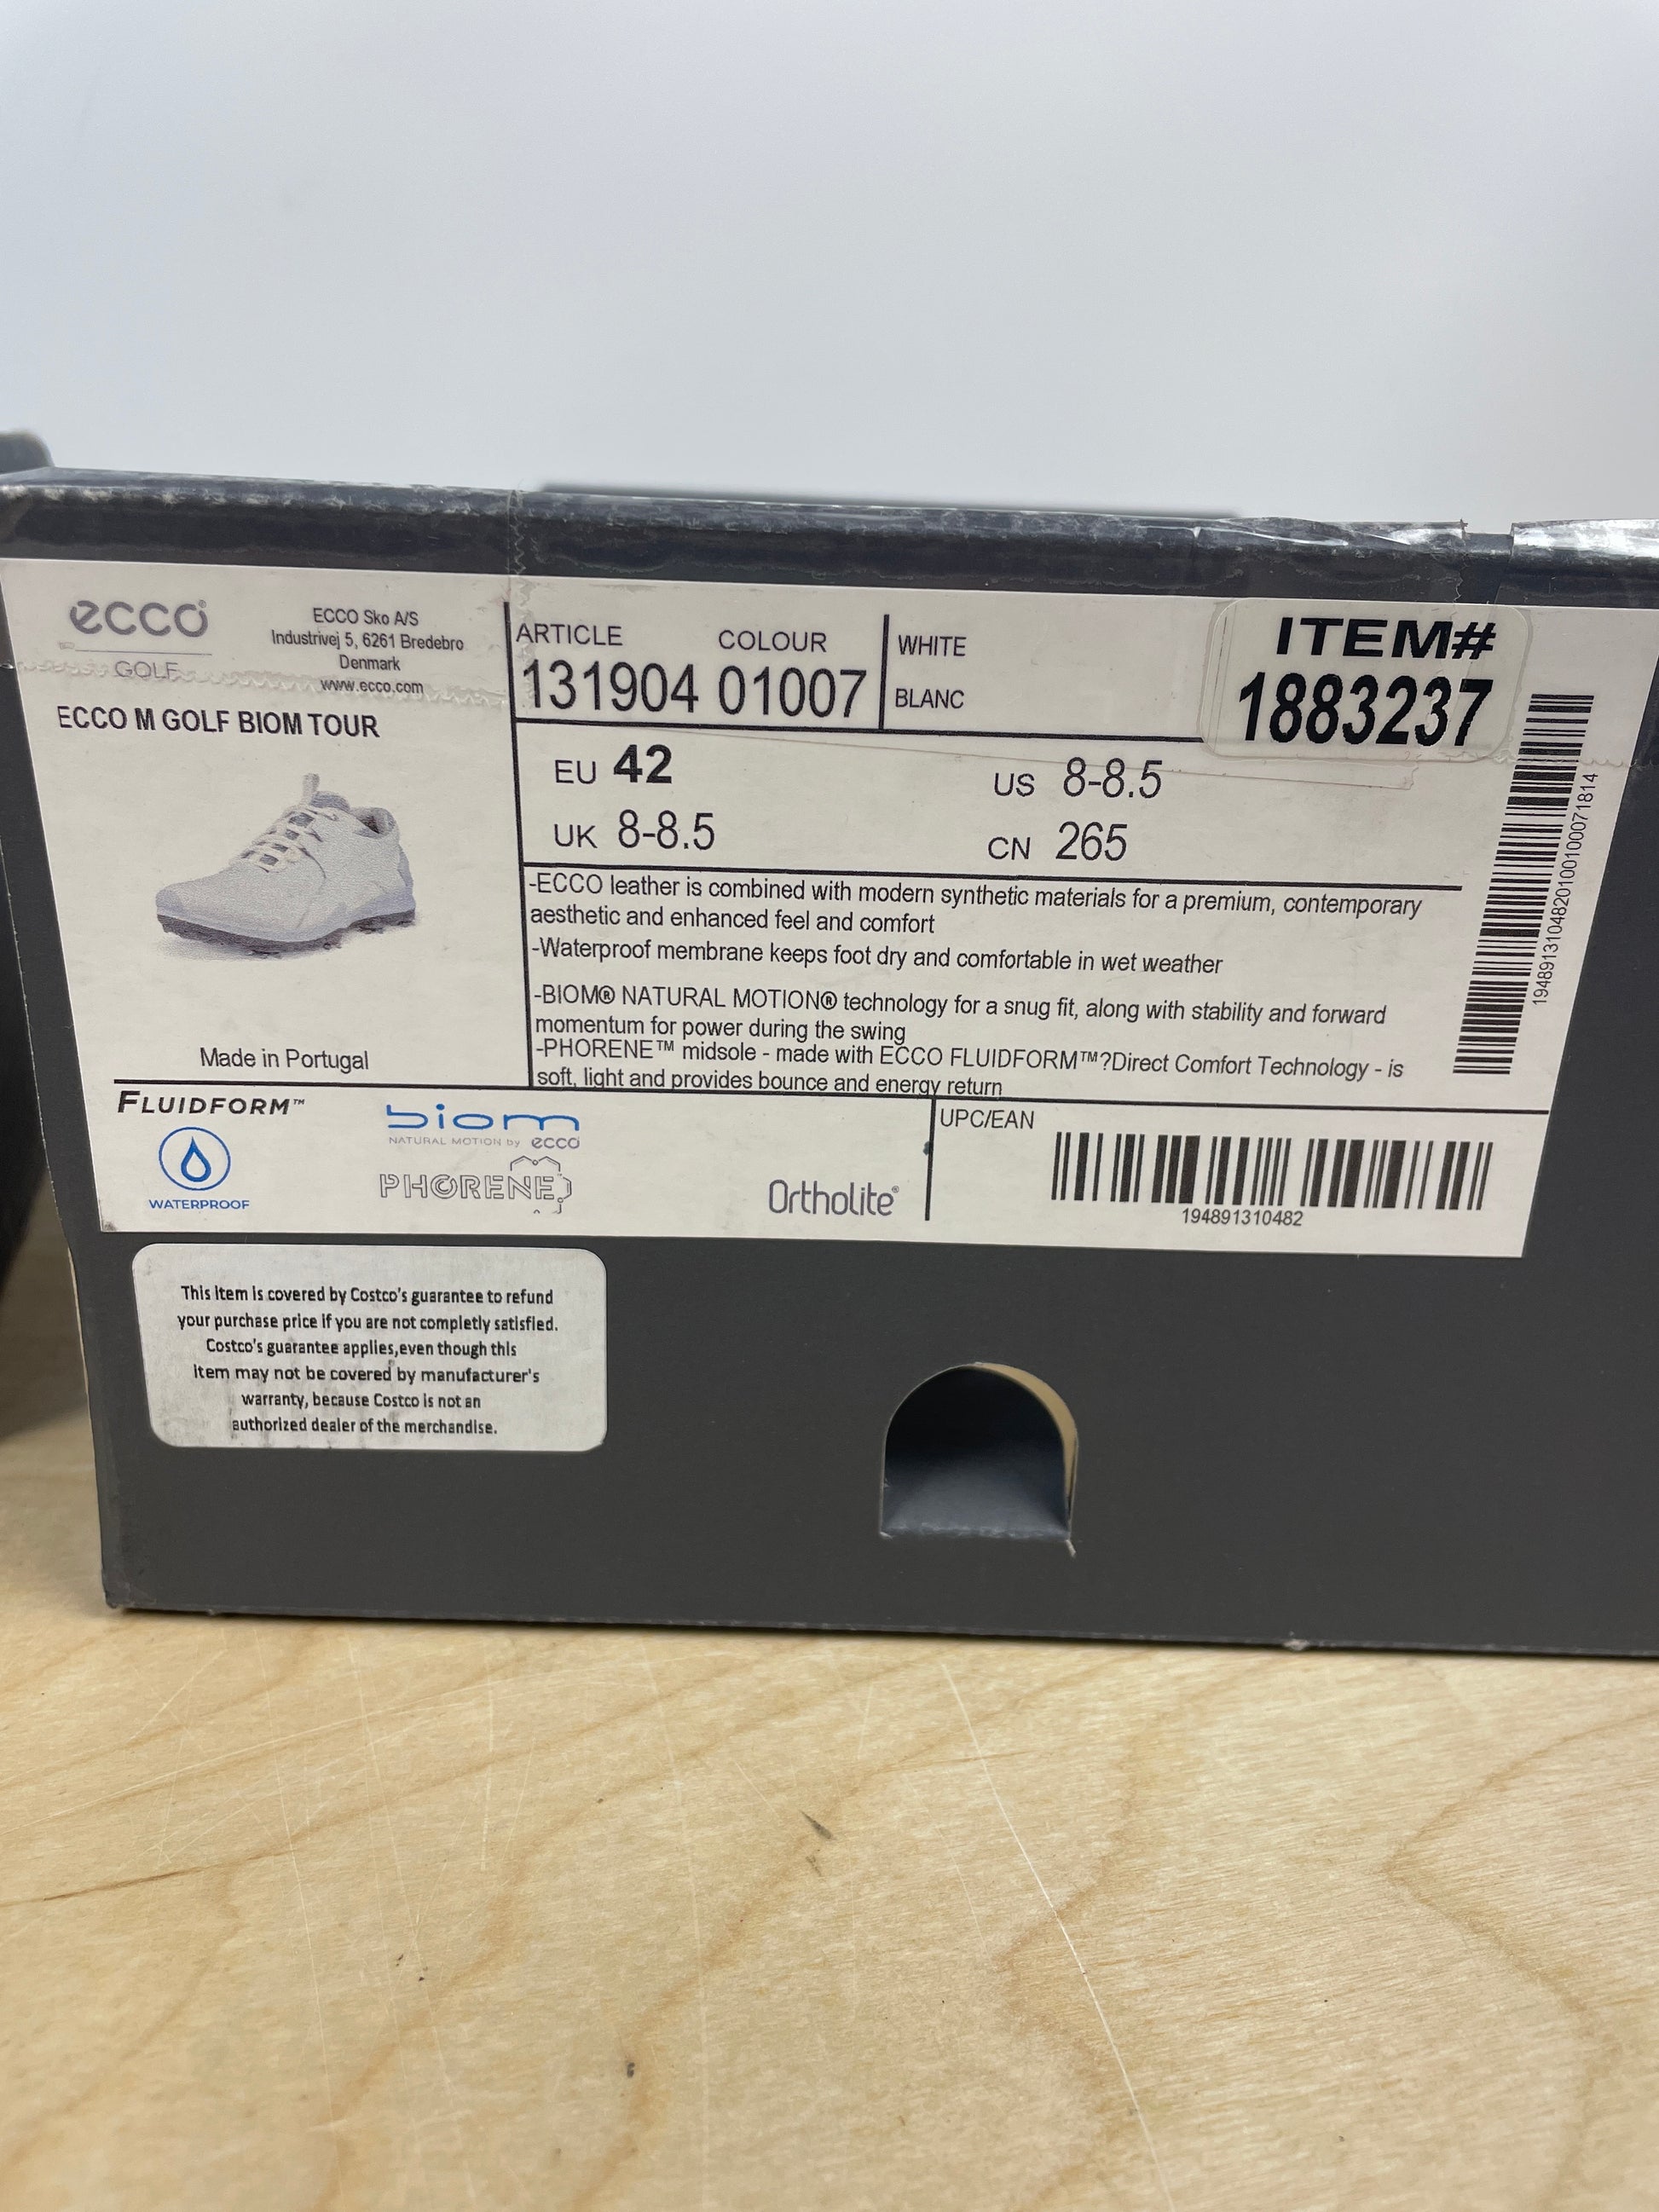 ecco
GOLF
ECCO Sko A/S
Industrivej 5, 6261 Bredebro
Denmark
www.ecco.com
ECCO M GOLF BIOM TOUR
Made in Portugal
ARTICLE COLOUR
131904 01007
WHITE
BLANC
ITEM#
1883237
EU 42
US 8-8.5
UK 8-8.5
CN 265
-ECCO leather is combined with modern synthetic materials for a premium, contemporary
aesthetic and enhanced feel and comfort
-Waterproof membrane keeps foot dry and comfortable in wet weather
-BIOM® NATURAL MOTION® technology for a snug fit, along with stability and forward
momentum for power during the swing
-PHORENE™ midsole - made with ECCO FLUIDFORM™?Direct Comfort Technology - is
soft, light and provides bounce and energy return
1948913104820100100071814
FLUIDFORM™
WATERPROOF
biom
NATURAL MOTION by ecco
PHORENE
Ortholite®
UPC/EAN
194891310482
This item is covered by Costco's guarantee to refund
your purchase price if you are not completly satisfied.
Costco's guarantee applies,even though this
item may not be covered by manufacturer's
warranty, because Costco is not an
authorized dealer of the merchandise.